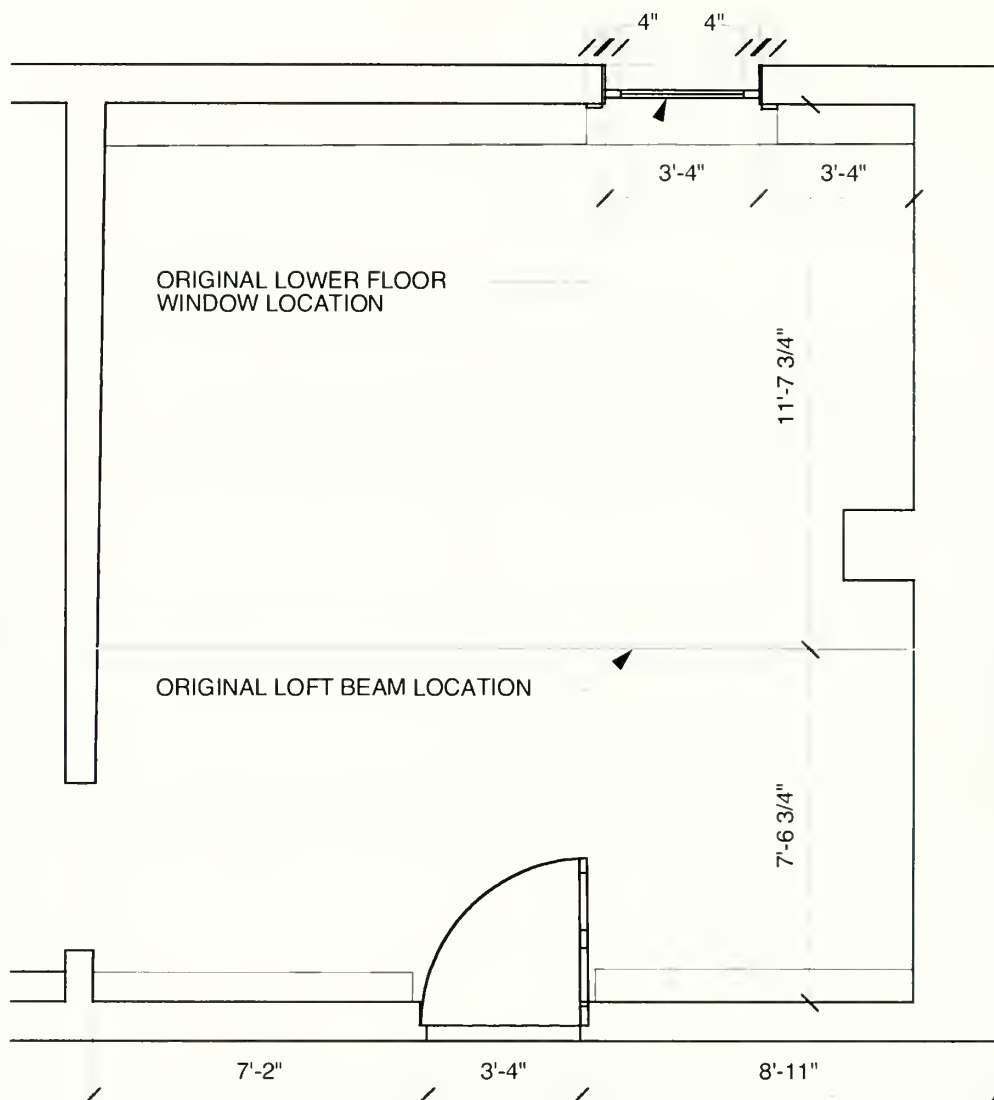 4" 4"
3'-4" 3'-4"
ORIGINAL LOWER FLOOR
WINDOW LOCATION
11'-7 3/4"
ORIGINAL LOFT BEAM LOCATION
7'-6 3/4"
7'-2" 3'-4" 8'-11"